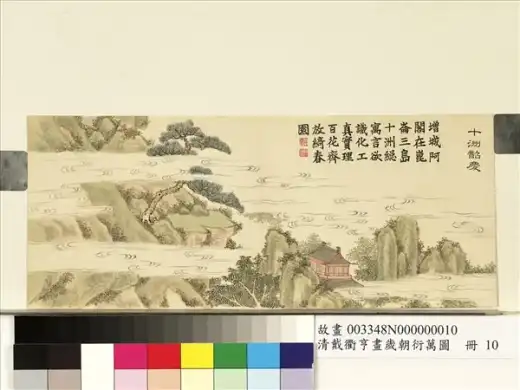 十洲韶慶
增城阿
閣在崑
崙三島
十洲總
寓言欲
識化工
真實理
百花齊
放綺春
園
故畫 003348N000000010
清戴衢亨畫歲朝衍萬圖 冊 10